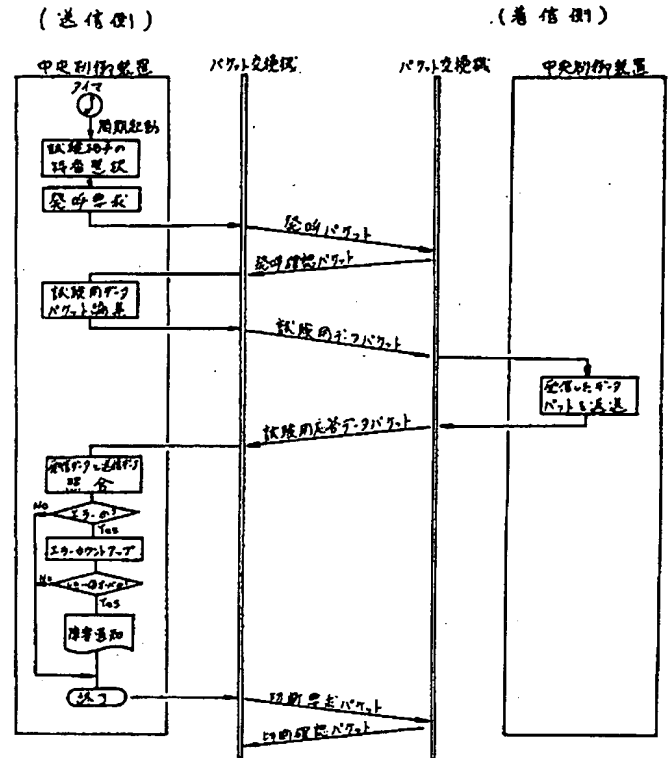 (送信側)
(着信側)
中央制御装置
パケット交換機
パケット交換機
中央制御装置
タイマ
周期起動
試験相手の
発呼要求
発呼パケット
発呼確認パケット
試験用データ
パケット編集
試験用データパケット
受信したデータ
パケットを返送
試験用応答データパケット
受信データと送信データ
照合
エラーか?
No
Yes
エラーカウントアップ
No
Yes
障害通知
終了
切断要求パケット
切断確認パケット